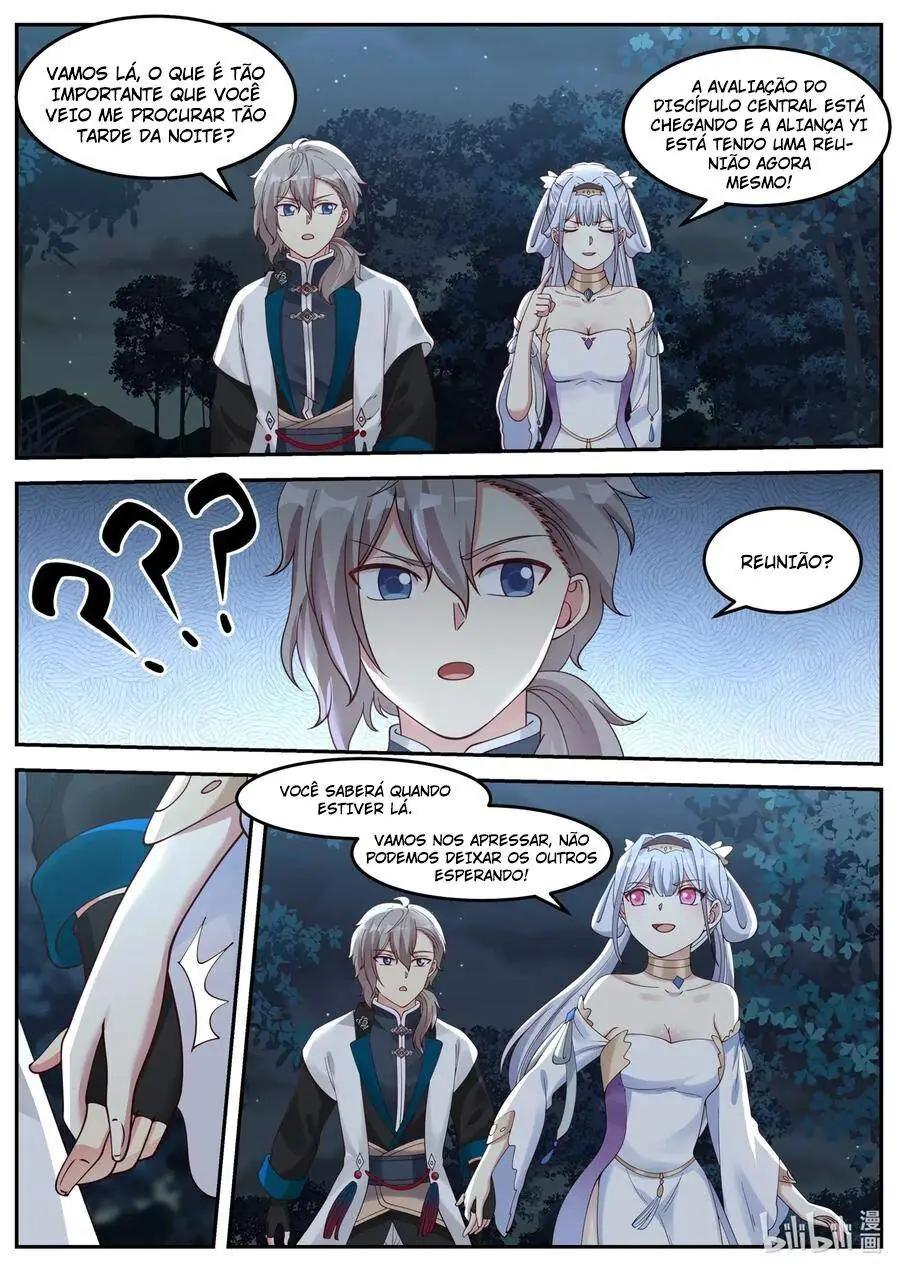 VAMOS LÁ, O QUE É TÃO
IMPORTANTE QUE VOCÊ
VEIO ME PROCURAR TÃO
TARDE DA NOITE?
A AVALIAÇÃO DO
DISCÍPULO CENTRAL ESTÁ
CHEGANDO E A ALIANÇA YI
ESTÁ TENDO UMA REU-
NIÃO AGORA
MESMO!
???
REUNIÃO?
VOCÊ SABERÁ QUANDO
ESTIVER LÁ.
VAMOS NOS APRESSAR, NÃO
PODEMOS DEIXAR OS OUTROS
ESPERANDO!
bilibili 漫画